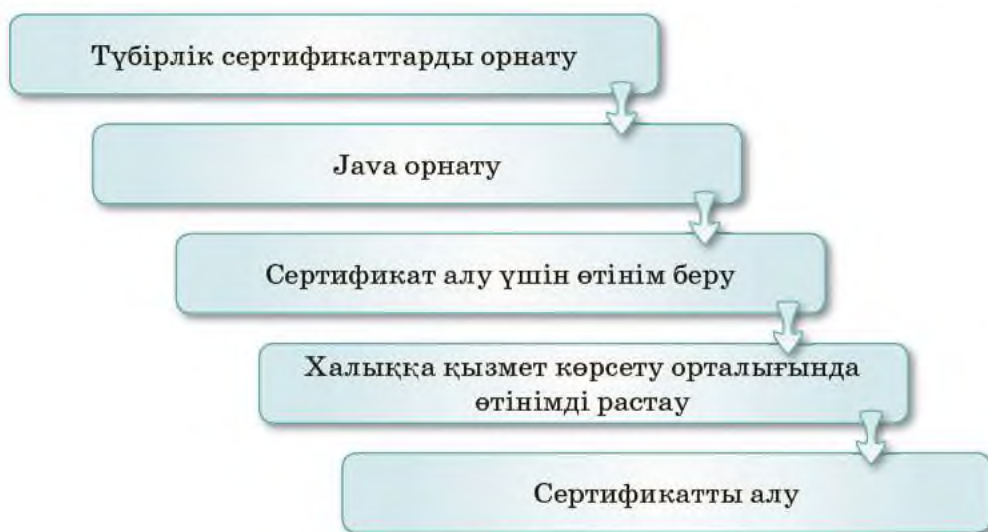 Түбірлік сертификаттарды орнату
Java орнату
Сертификат алу үшін өтінім беру
Халыққа қызмет көрсету орталығында
өтінімді растау
Сертификатты алу